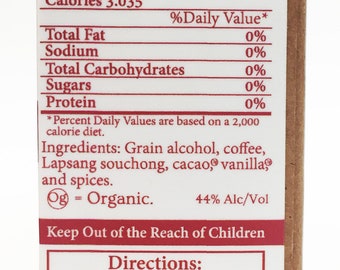 Calories 3.035
%Daily Value*
Total Fat 0%
Sodium 0%
Total Carbohydrates 0%
Sugars 0%
Protein 0%
*Percent Daily Values are based on a 2,000
calorie diet.
Ingredients: Grain alcohol, coffee,
Lapsang souchong, cacao, vanilla,
and spices.
Og = Organic. 44% Alc/Vol
Keep Out of the Reach of Children
Directions: